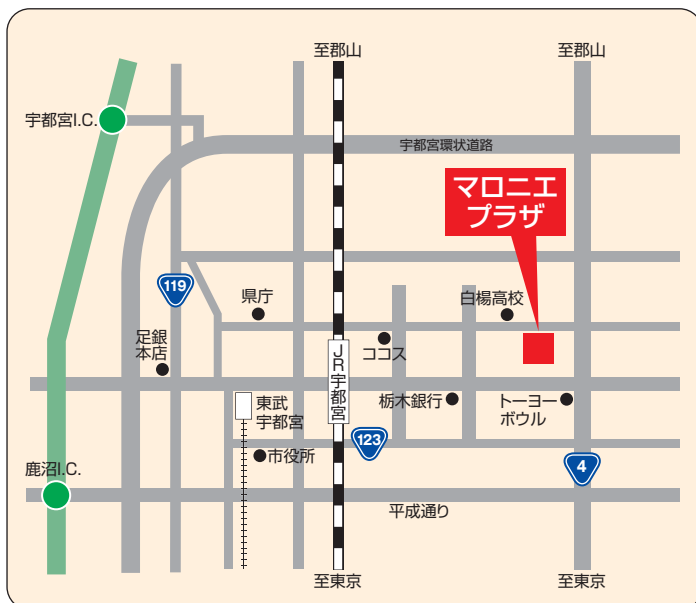 至郡山
至郡山
宇都宮I.C.
宇都宮環状道路
マロニエ
プラザ
119
県庁
白楊高校
足銀
本店
ココス
JR宇都宮
東武
宇都宮
栃木銀行
トーヨー
ボウル
123
市役所
4
鹿沼I.C.
平成通り
至東京
至東京